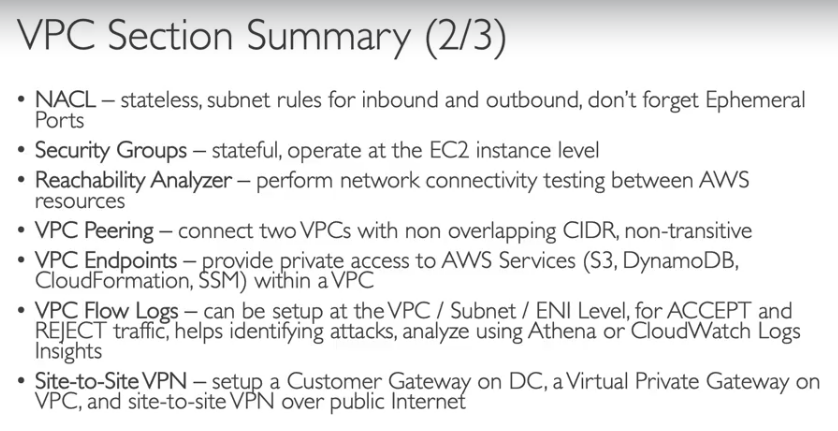 VPC Section Summary (2/3)
• NACL – stateless, subnet rules for inbound and outbound, don't forget Ephemeral
Ports
• Security Groups – stateful, operate at the EC2 instance level
• Reachability Analyzer – perform network connectivity testing between AWS
resources
• VPC Peering – connect two VPCs with non overlapping CIDR, non-transitive
• VPC Endpoints – provide private access to AWS Services (S3, DynamoDB,
CloudFormation, SSM) within a VPC
• VPC Flow Logs – can be setup at the VPC / Subnet / ENI Level, for ACCEPT and
REJECT traffic, helps identifying attacks, analyze using Athena or CloudWatch Logs
Insights
• Site-to-Site VPN – setup a Customer Gateway on DC, a Virtual Private Gateway on
VPC, and site-to-site VPN over public Internet